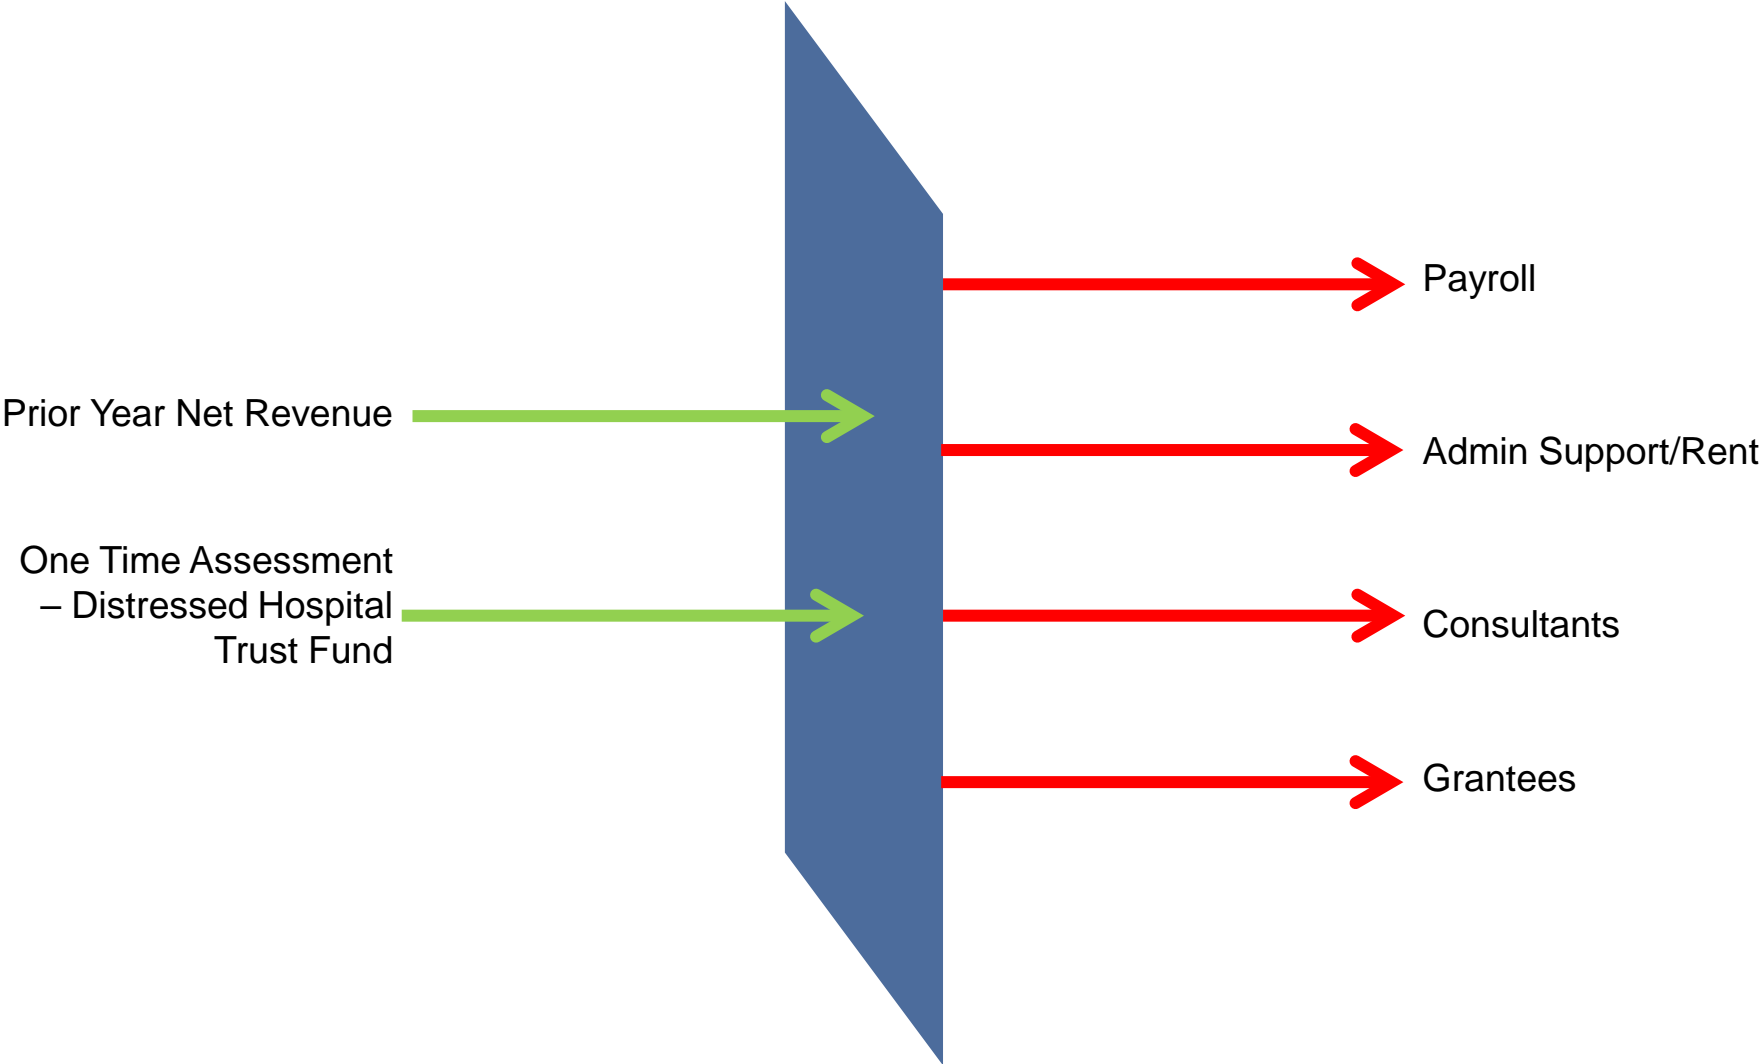 Prior Year Net Revenue
One Time Assessment
– Distressed Hospital
Trust Fund
Payroll
Admin Support/Rent
Consultants
Grantees